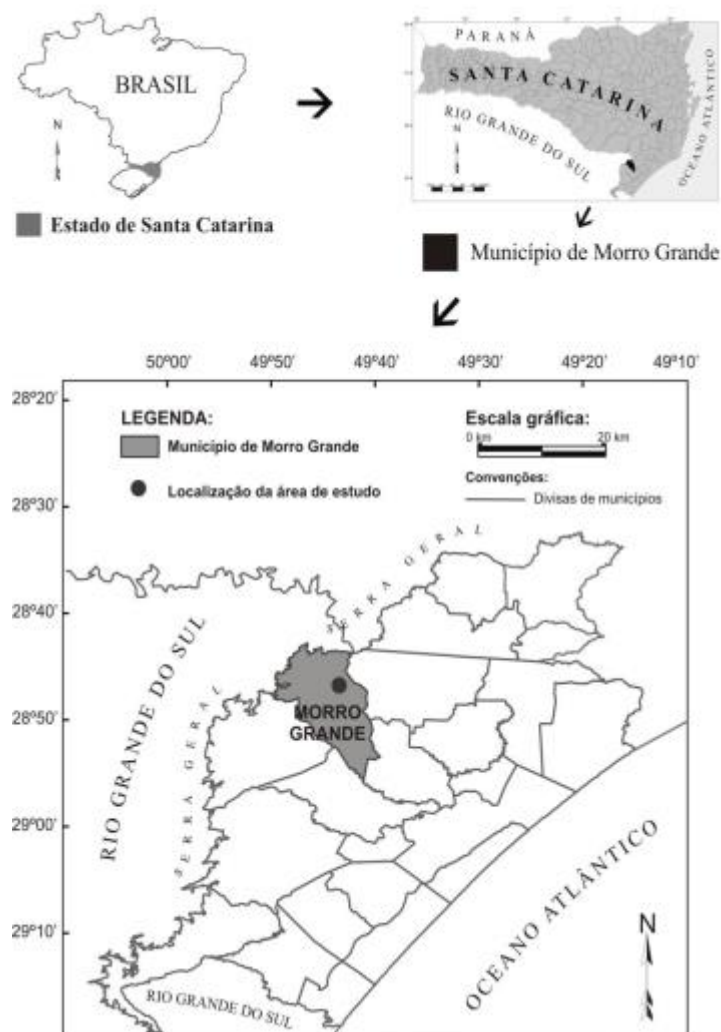 BRASIL
N
Estado de Santa Catarina
PARANÀ
SANTA CATARINA
RIO GRANDE DO SUL
N
OCEANO ATLÂNTICO
Município de Morro Grande
50º00' 49º50' 49º40' 49º30' 49º20' 49º10'
28º20'
28º30'
28º40'
28º50'
29º00'
29º10'
LEGENDA:
Município de Morro Grande
Localização da área de estudo
Escala gráfica:
0 km 20 km
Convenções:
Divisas de municípios
SERRA GERAL
RIO GRANDE DO SUL
SERRA GERAL
MORRO
GRANDE
OCEANO ATLÂNTICO
N
RIO GRANDE DO SUL